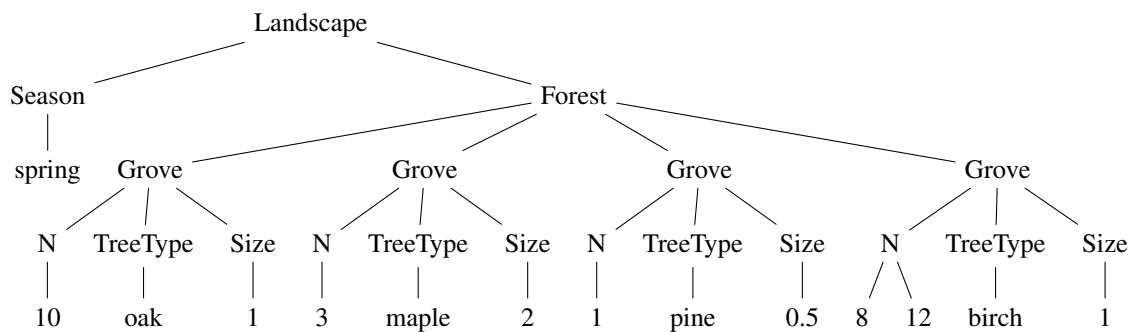 Landscape
Season Forest
spring Grove Grove Grove Grove
N TreeType Size N TreeType Size N TreeType Size N TreeType Size
10 oak 1 3 maple 2 1 pine 0.5 8 12 birch 1